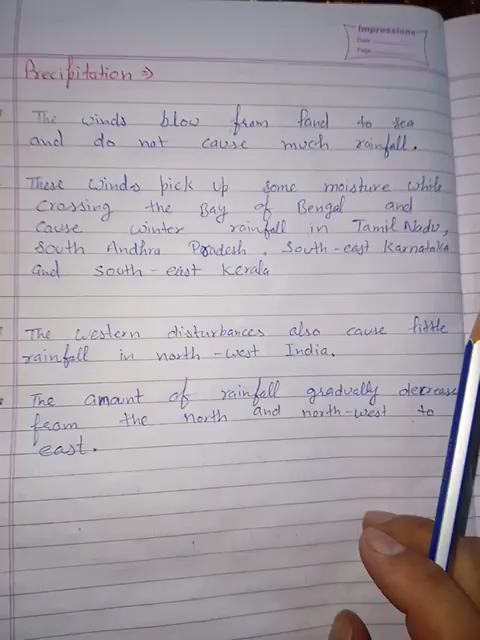 Impressions
Date
Page
Precipitation ⇒
The winds blow from land to sea
and do not cause much rainfall.
These winds pick up some moisture while
crossing the Bay of Bengal and
cause winter rainfall in Tamil Nadu,
South Andhra Pradesh, South-east Karnataka
and south-east Kerala
The western disturbances also cause little
rainfall in north-west India.
The amount of rainfall gradually decrease
from the north and north-west to
east.